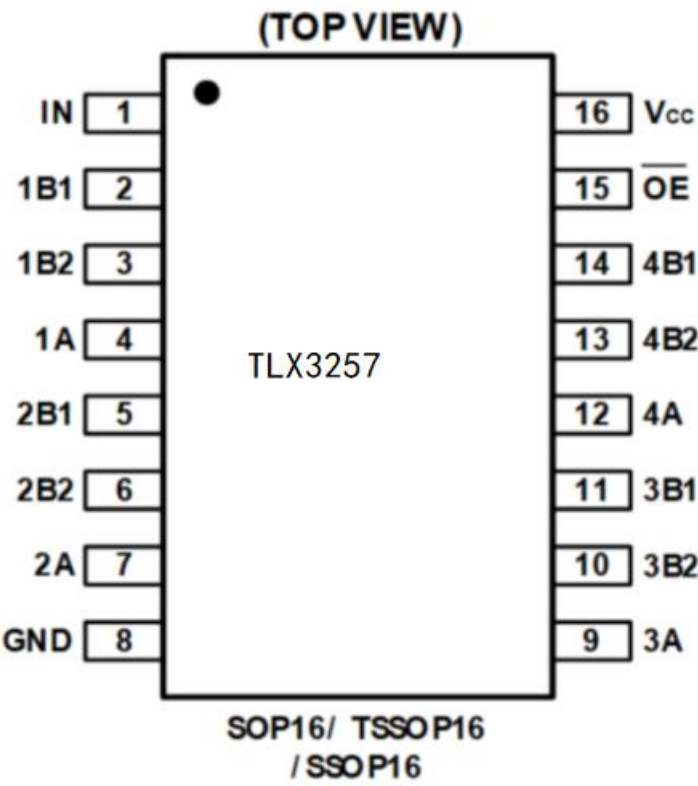 (TOP VIEW)
IN 1 16 Vcc
1B1 2 15 OE
1B2 3 14 4B1
1A 4 13 4B2
2B1 5 12 4A
2B2 6 11 3B1
2A 7 10 3B2
GND 8 9 3A
TLX3257
SOP16/ TSSOP16
/SSOP16